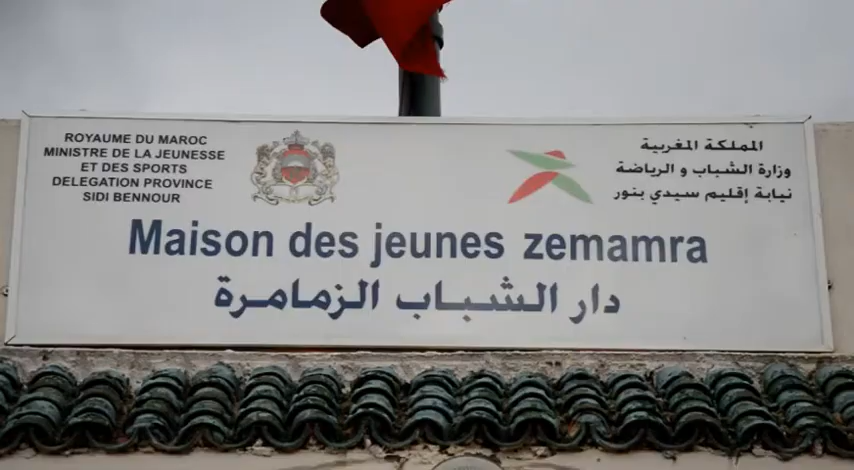 ROYAUME DU MAROC
MINISTRE DE LA JEUNESSE
ET DES SPORTS
DELEGATION PROVINCE
SIDI BENNOUR
المملكة المغربية
وزارة الشباب و الرياضة
نيابة إقليم سيدي بنور
Maison des jeunes zemamra
دار الشباب الزمامرة